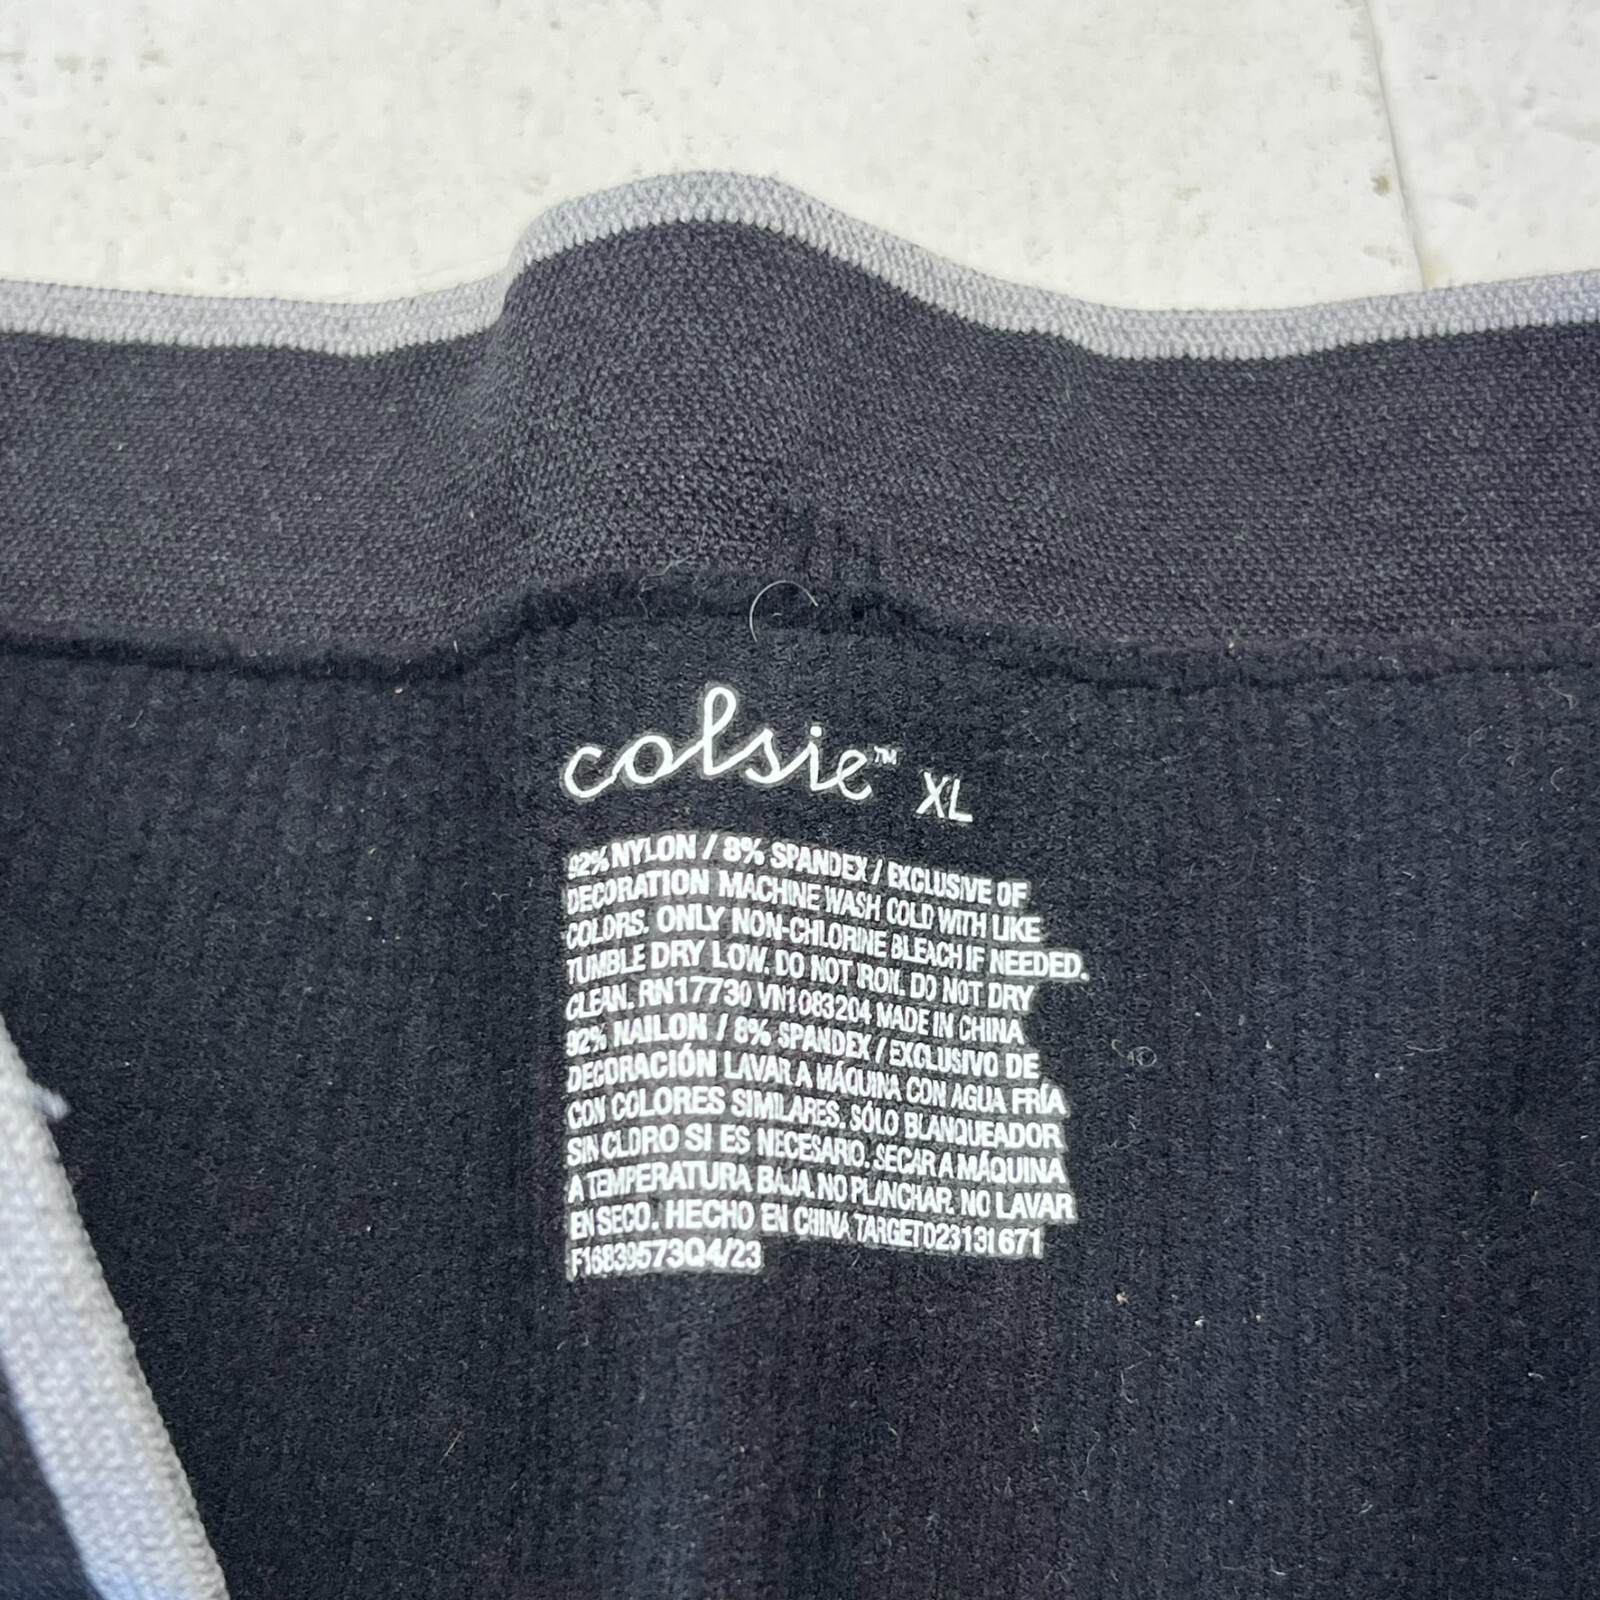 colsie™ XL
92% NYLON / 8% SPANDEX / EXCLUSIVE OF
DECORATION MACHINE WASH COLD WITH LIKE
COLORS. ONLY NON-CHLORINE BLEACH IF NEEDED.
TUMBLE DRY LOW. DO NOT IRON. DO NOT DRY
CLEAN. RN17730 VN1083204 MADE IN CHINA
92% NAILON / 8% SPANDEX / EXCLUSIVO DE
DECORACIÓN LAVAR A MÁQUINA CON AGUA FRÍA
CON COLORES SIMILARES. SÓLO BLANQUEADOR
SIN CLORO SI ES NECESARIO. SECAR A MÁQUINA
A TEMPERATURA BAJA. NO PLANCHAR. NO LAVAR
EN SECO. HECHO EN CHINA TARGET023131671
F16839573Q4/23